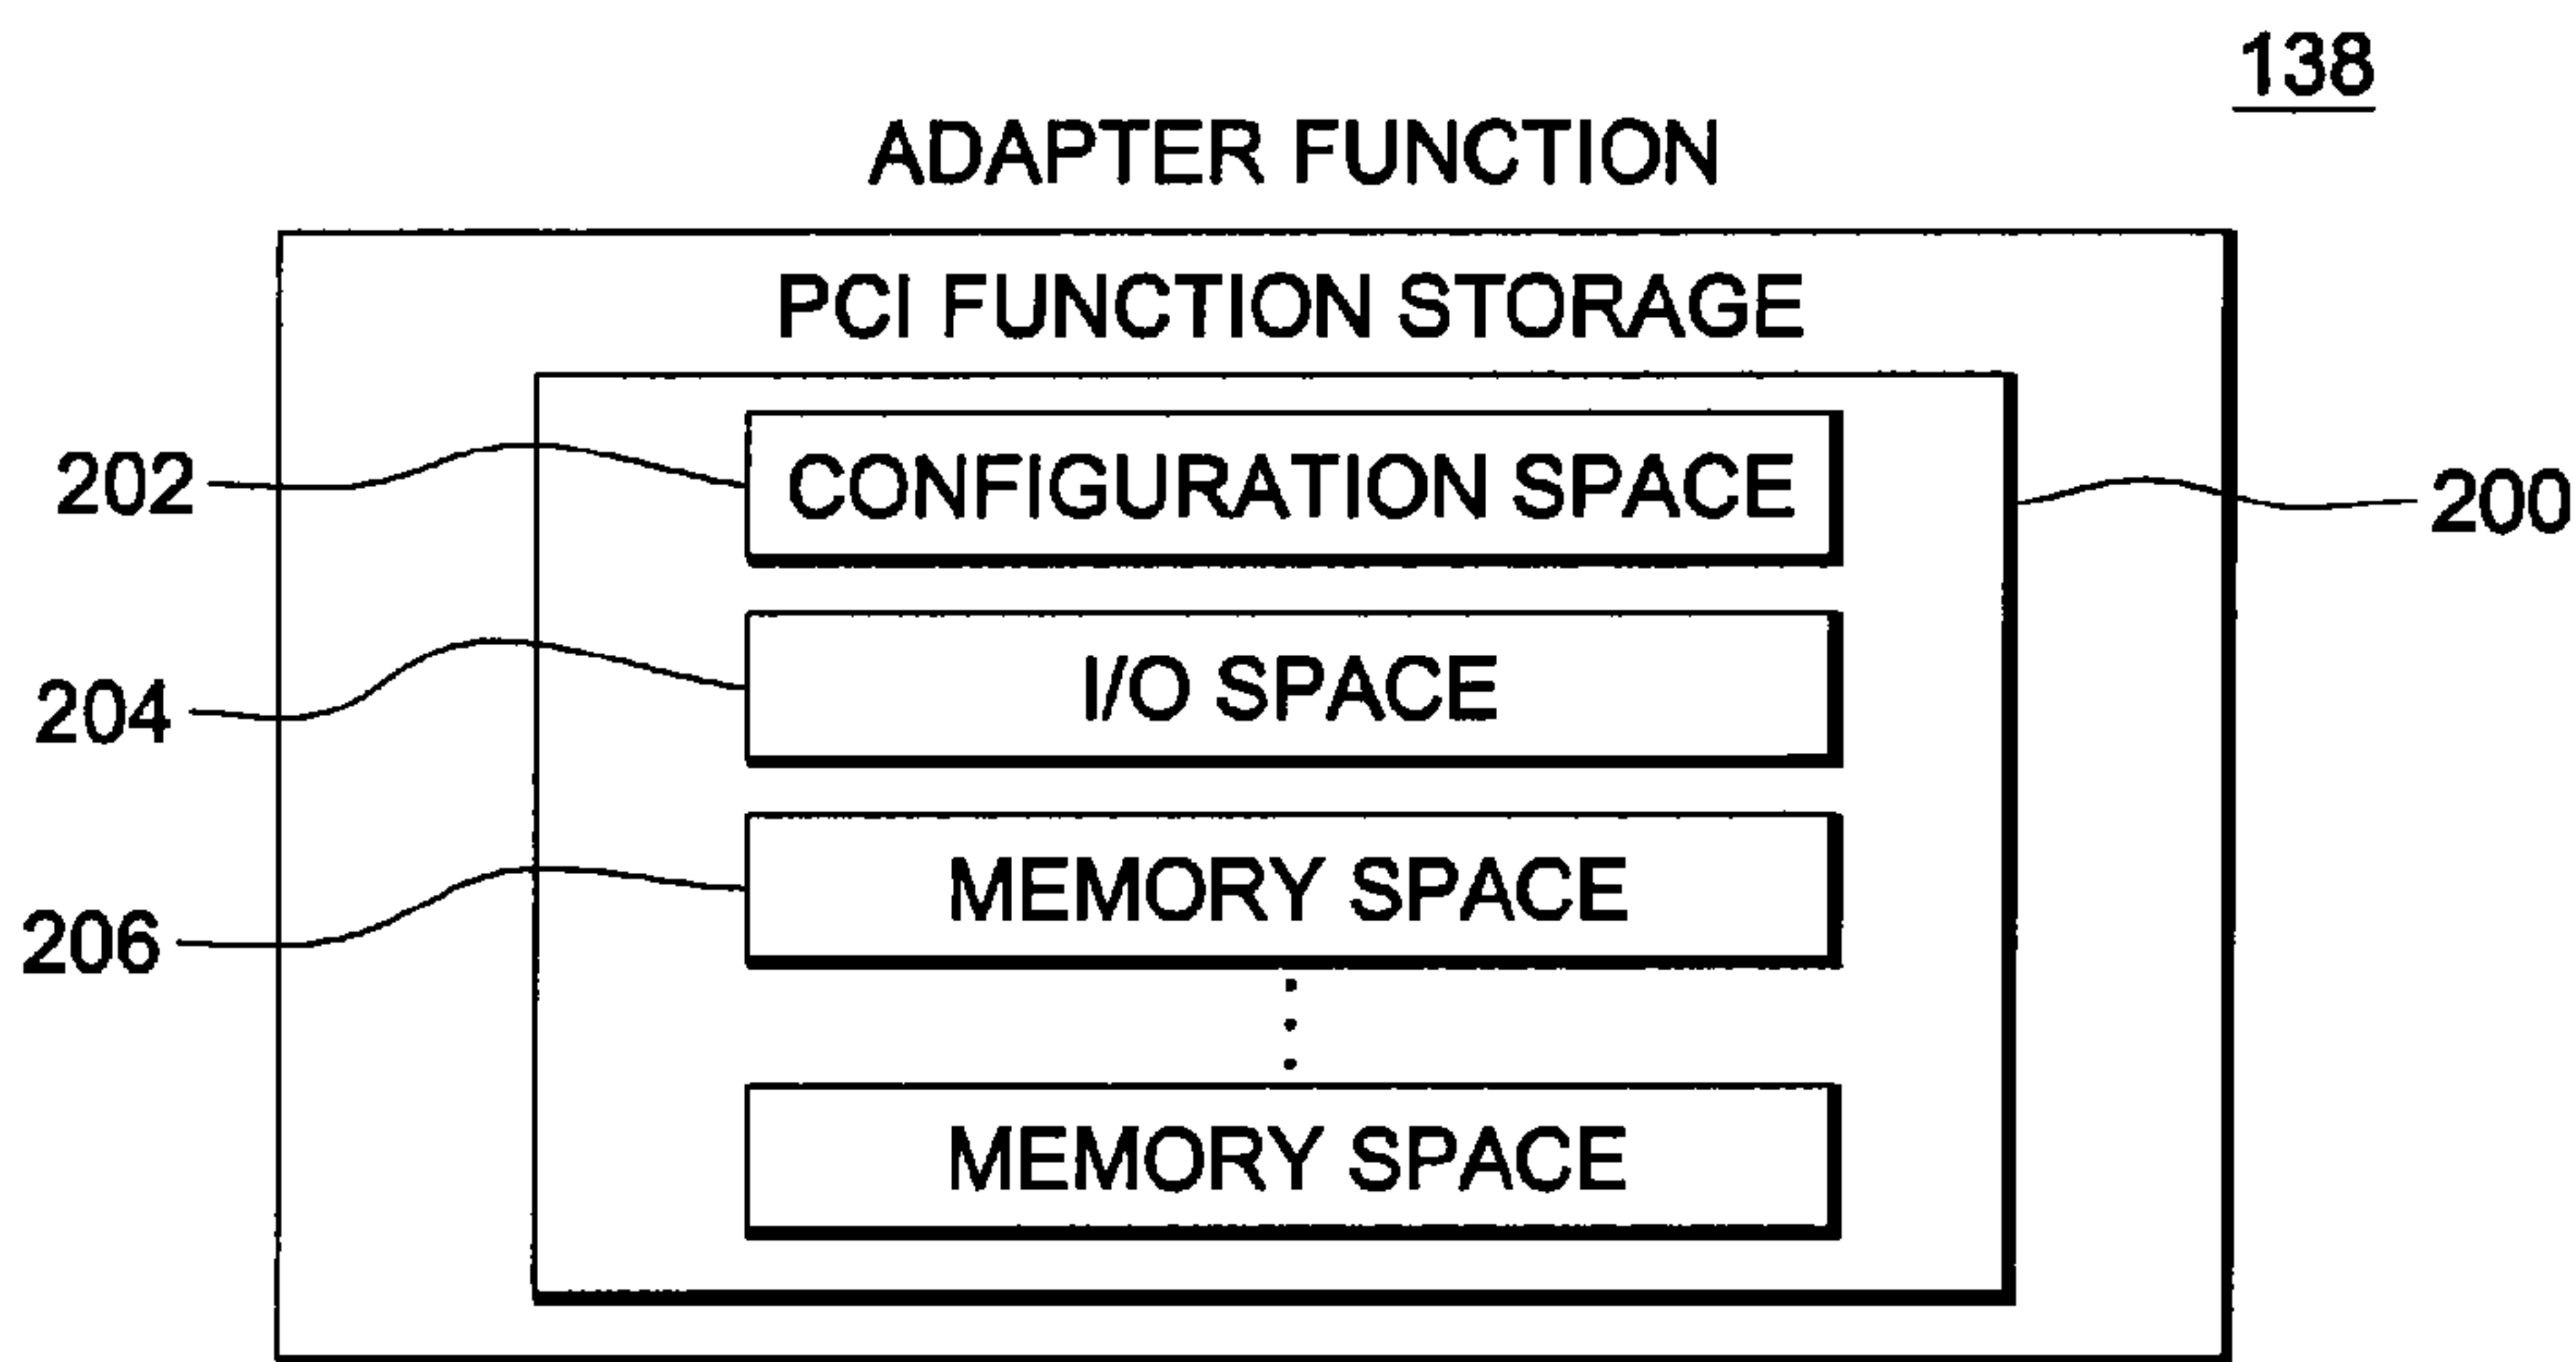 138
ADAPTER FUNCTION
PCI FUNCTION STORAGE
202
CONFIGURATION SPACE
200
204
I/O SPACE
206
MEMORY SPACE
MEMORY SPACE